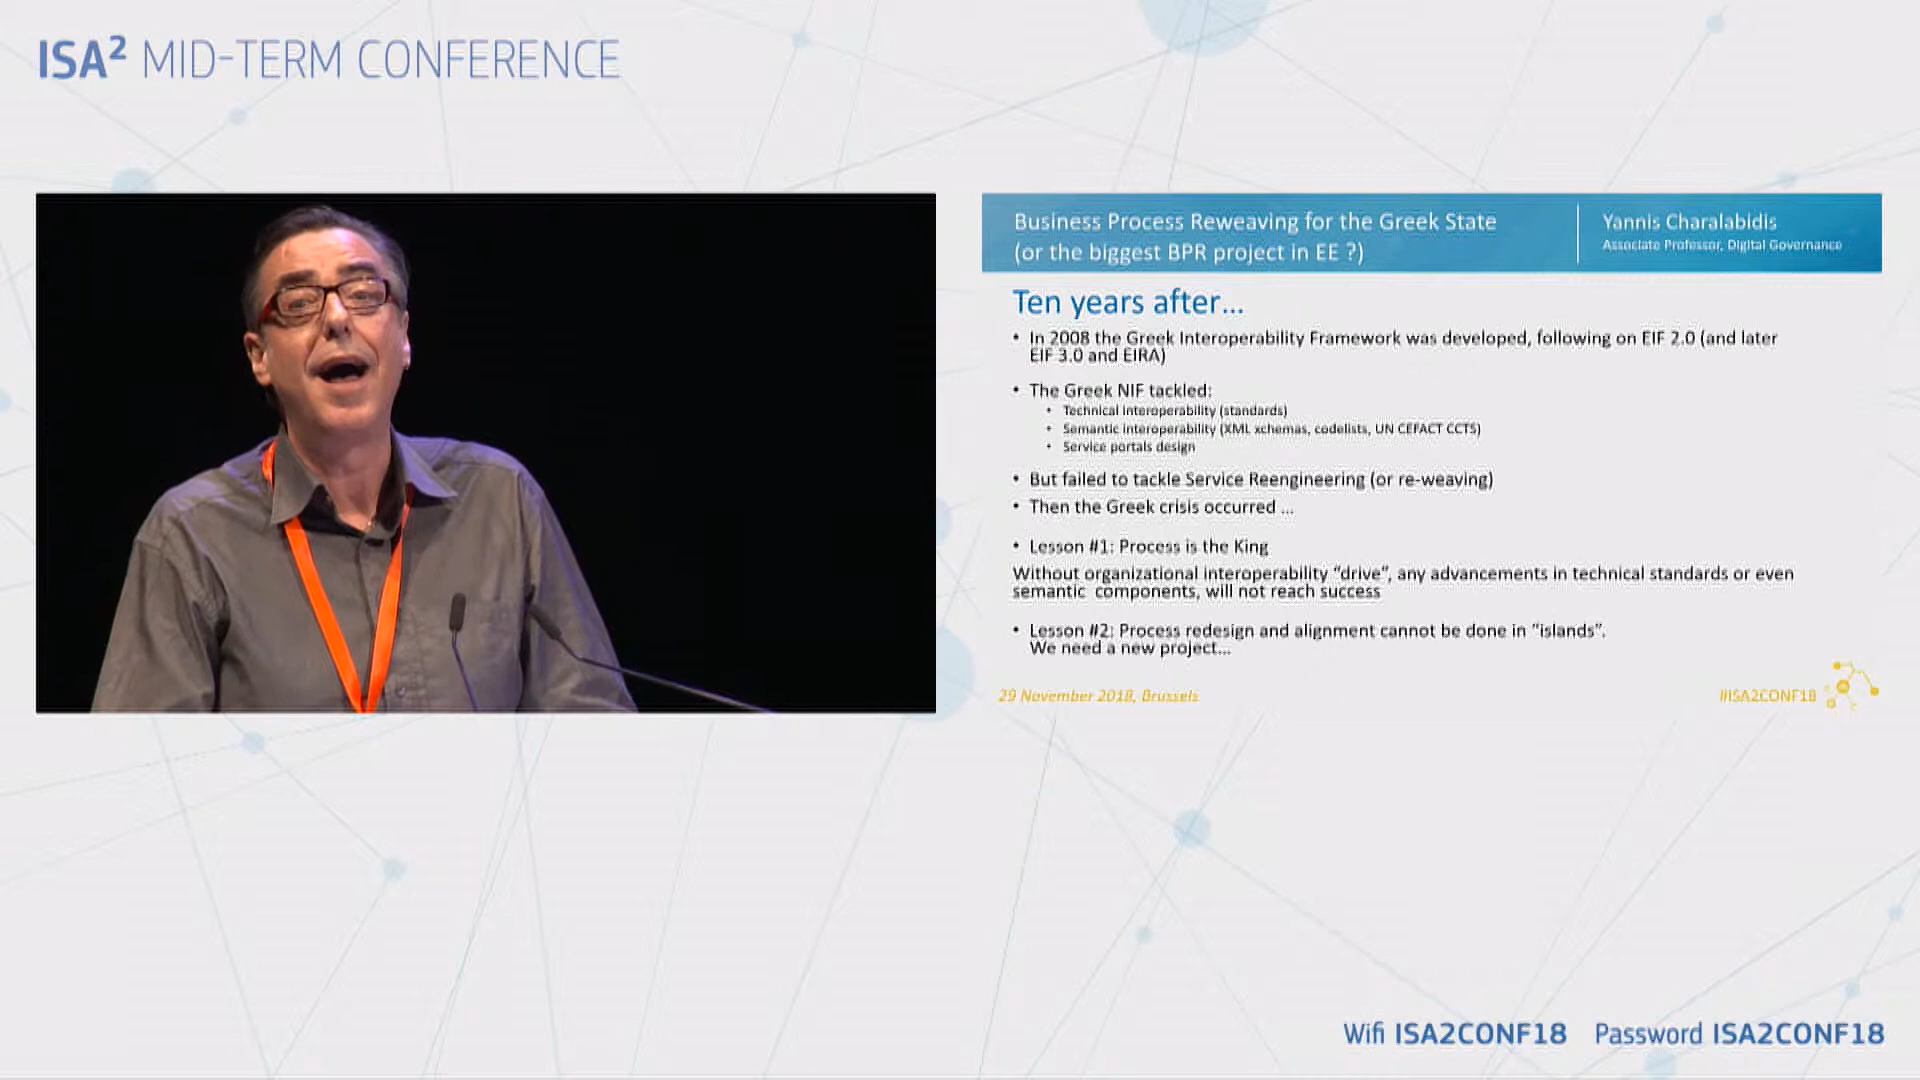 ISA² MID-TERM CONFERENCE
Business Process Reweaving for the Greek State
(or the biggest BPR project in EE ?)
Yannis Charalabidis
Associate Professor, Digital Governance
Ten years after...
• In 2008 the Greek Interoperability Framework was developed, following on EIF 2.0 (and later
EIF 3.0 and EIRA)
• The Greek NIF tackled:
• Technical interoperability (standards)
• Semantic interoperability (XML xchemas, codelists, UN CEFACT CCTS)
• Service portals design
• But failed to tackle Service Reengineering (or re-weaving)
• Then the Greek crisis occurred ...
• Lesson #1: Process is the King
Without organizational interoperability “drive”, any advancements in technical standards or even
semantic components, will not reach success
• Lesson #2: Process redesign and alignment cannot be done in “islands”.
We need a new project...
29 November 2018, Brussels
#ISA2CONF18
Wifi ISA2CONF18 Password ISA2CONF18